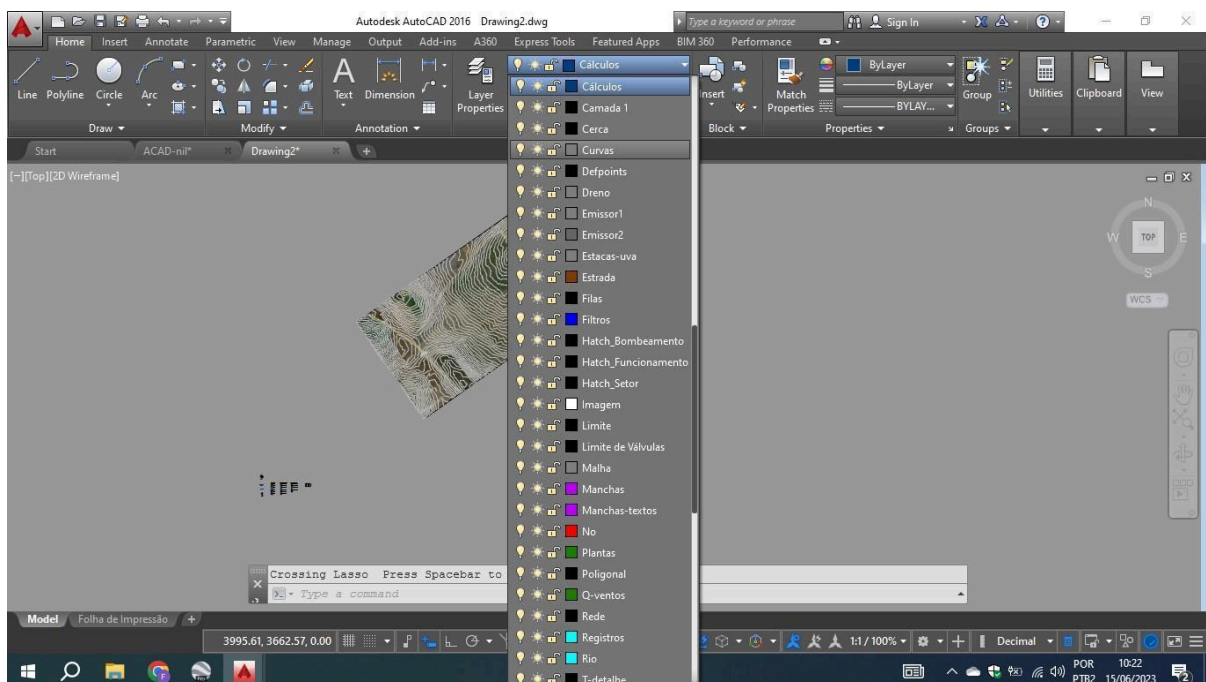 Autodesk AutoCAD 2016 Drawing2.dwg
Type a keyword or phrase
Sign In
Home Insert Annotate Parametric View Manage Output Add-ins A360 Express Tools Featured Apps BIM 360 Performance
Line Polyline Circle Arc
Text Dimension
Layer Properties
Insert
Match Properties
ByLayer
ByLayer
BYLAY...
Group
Utilities Clipboard View
Draw Modify Annotation Block Properties Groups
Start ACAD-nil* Drawing2*
[−][Top][2D Wireframe]
Cálculos
Cálculos
Camada 1
Cerca
Curvas
Defpoints
Dreno
Emissor1
Emissor2
Estacas-uva
Estrada
Filas
Filtros
Hatch_Bombeamento
Hatch_Funcionamento
Hatch_Setor
Imagem
Limite
Limite de Válvulas
Malha
Manchas
Manchas-textos
No
Plantas
Poligonal
Q-ventos
Rede
Registros
Rio
T-detalhe
N
W TOP E
S
WCS
Crossing Lasso Press Spacebar to
Type a command
Model Folha de Impressão
3995.61, 3662.57, 0.00
1:1 / 100%
Decimal
POR 10:22
PTB2 15/06/2023